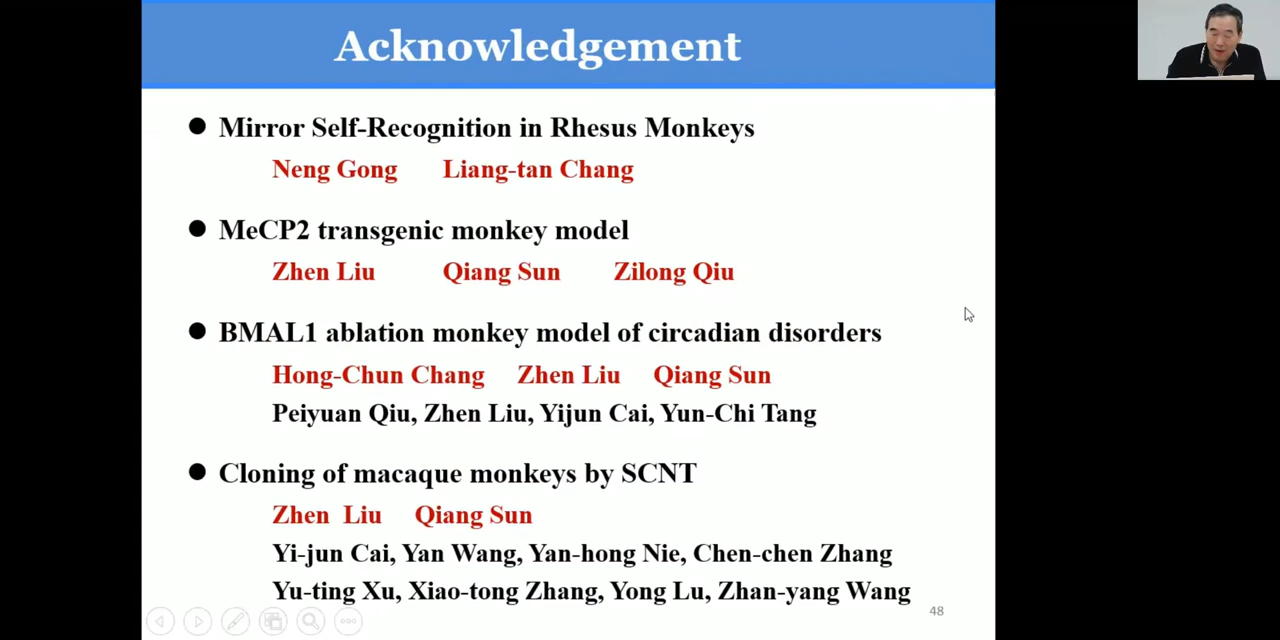 Acknowledgement
● Mirror Self-Recognition in Rhesus Monkeys
Neng Gong Liang-tan Chang
● MeCP2 transgenic monkey model
Zhen Liu Qiang Sun Zilong Qiu
● BMAL1 ablation monkey model of circadian disorders
Hong-Chun Chang Zhen Liu Qiang Sun
Peiyuan Qiu, Zhen Liu, Yijun Cai, Yun-Chi Tang
● Cloning of macaque monkeys by SCNT
Zhen Liu Qiang Sun
Yi-jun Cai, Yan Wang, Yan-hong Nie, Chen-chen Zhang
Yu-ting Xu, Xiao-tong Zhang, Yong Lu, Zhan-yang Wang
48